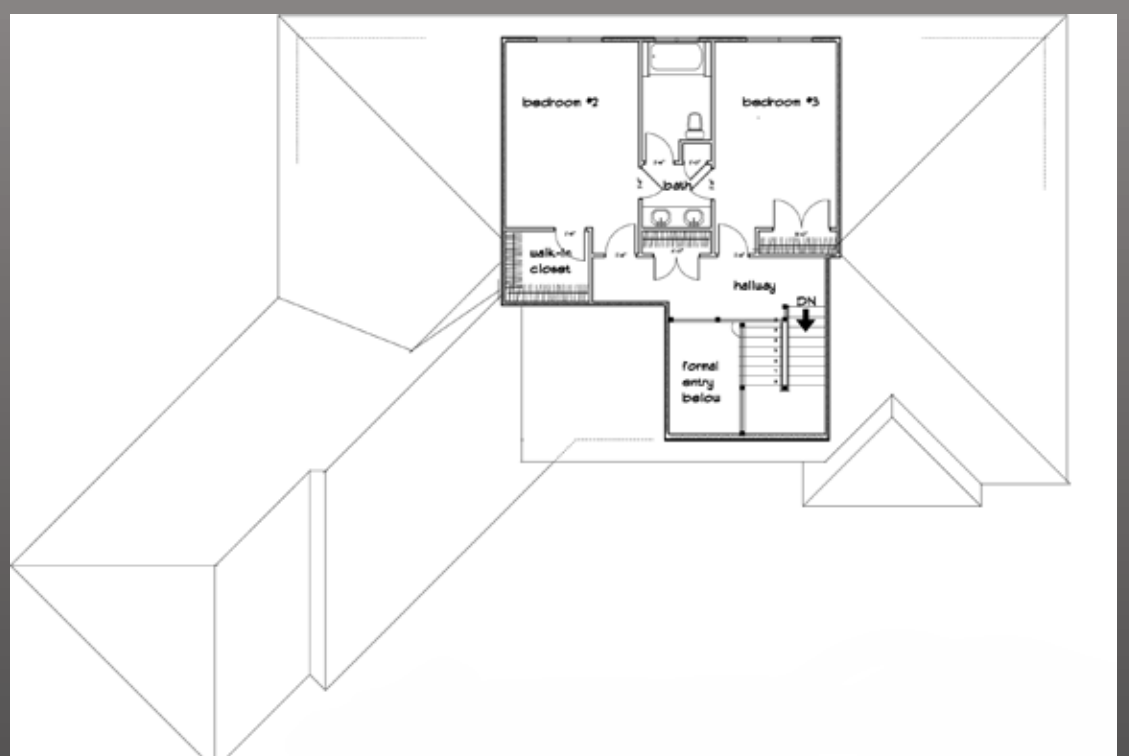 bedroom #2
bedroom #3
bath
walk-in
closet
hallway
DN
formal
entry
below